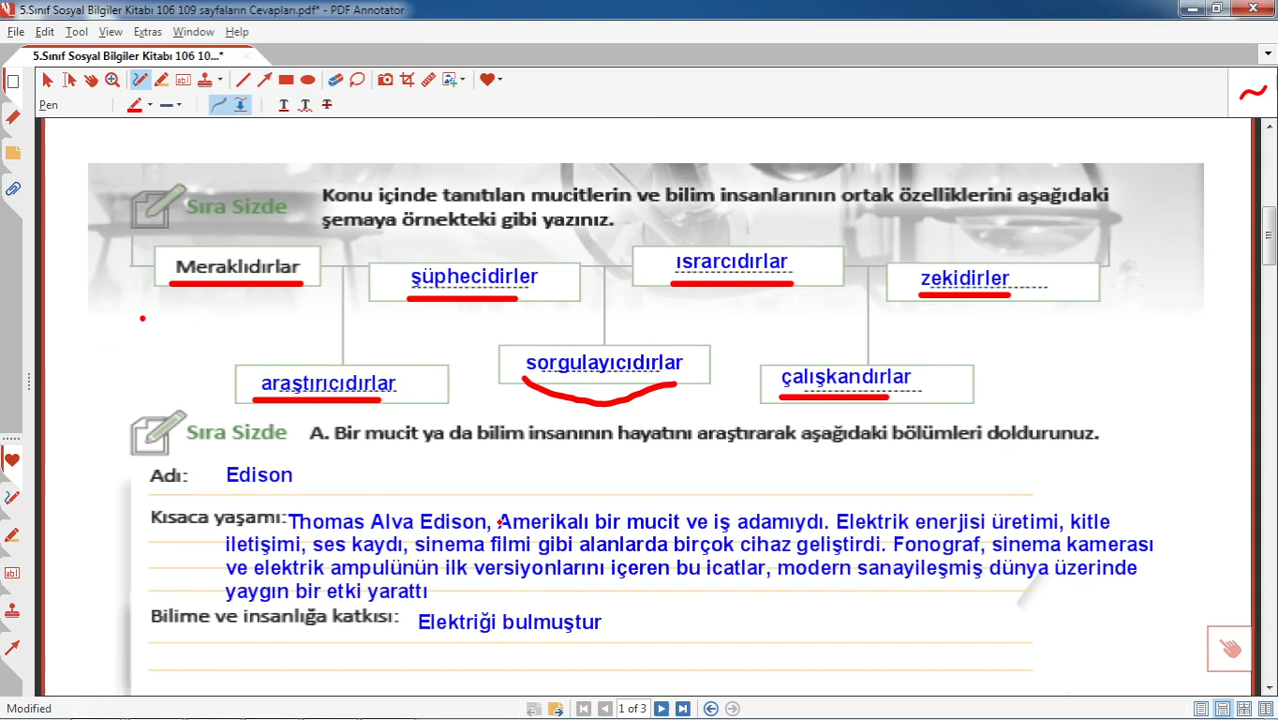 5.Sınıf Sosyal Bilgiler Kitabı 106 109 sayfaların Cevapları.pdf* - PDF Annotator
File Edit Tool View Extras Window Help
5.Sınıf Sosyal Bilgiler Kitabı 106 10...*
Pen
Sıra Sizde
Konu içinde tanıtılan mucitlerin ve bilim insanlarının ortak özelliklerini aşağıdaki
şemaya örnekteki gibi yazınız.
Meraklıdırlar
şüphecidirler
ısrarcıdırlar
zekidirler
araştırıcıdırlar
sorgulayıcıdırlar
çalışkandırlar
Sıra Sizde A. Bir mucit ya da bilim insanının hayatını araştırarak aşağıdaki bölümleri doldurunuz.
Adı: Edison
Kısaca yaşamı: Thomas Alva Edison, Amerikalı bir mucit ve iş adamıydı. Elektrik enerjisi üretimi, kitle
iletişimi, ses kaydı, sinema filmi gibi alanlarda birçok cihaz geliştirdi. Fonograf, sinema kamerası
ve elektrik ampulünün ilk versiyonlarını içeren bu icatlar, modern sanayileşmiş dünya üzerinde
yaygın bir etki yarattı
Bilime ve insanlığa katkısı: Elektriği bulmuştur
Modified
1 of 3